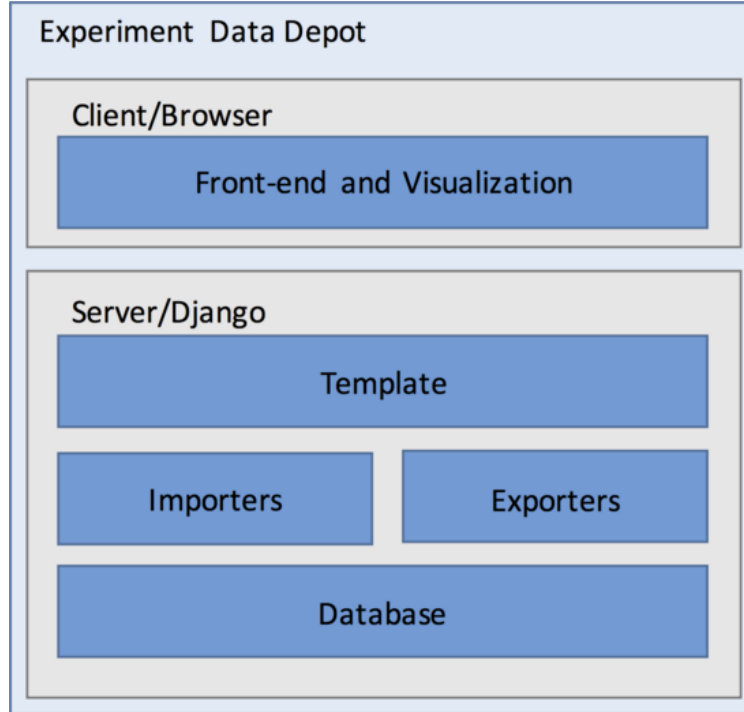 Experiment Data Depot
Client/Browser
Front-end and Visualization
Server/Django
Template
Importers
Exporters
Database